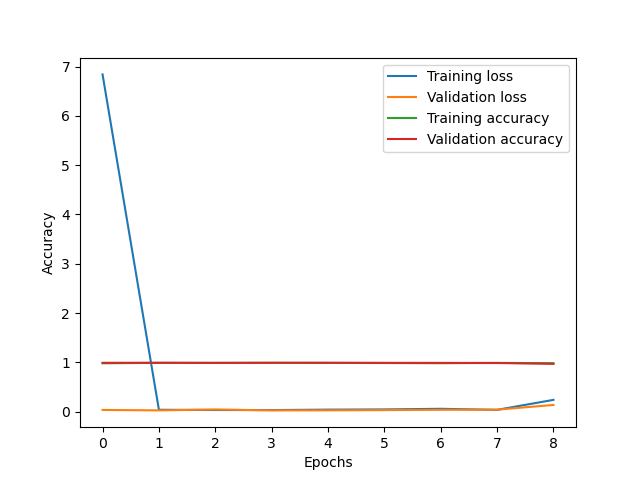 7
6
5
4
3
2
1
0
Accuracy
Training loss
Validation loss
Training accuracy
Validation accuracy
0 1 2 3 4 5 6 7 8
Epochs